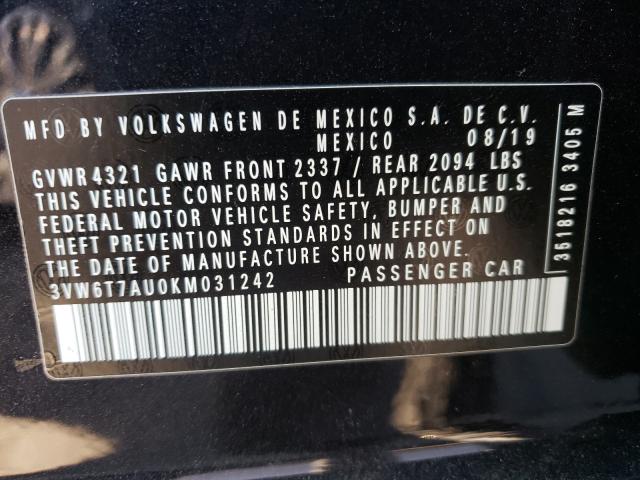 MFD BY VOLKSWAGEN DE MEXICO S.A. DE C.V.
MEXICO 08/19
GVWR4321 GAWR FRONT 2337 / REAR 2094 LBS
THIS VEHICLE CONFORMS TO ALL APPLICABLE U.S.
FEDERAL MOTOR VEHICLE SAFETY, BUMPER AND
THEFT PREVENTION STANDARDS IN EFFECT ON
THE DATE OF MANUFACTURE SHOWN ABOVE.
3VW6T7AU0KM031242 PASSENGER CAR
3518216 3405 M